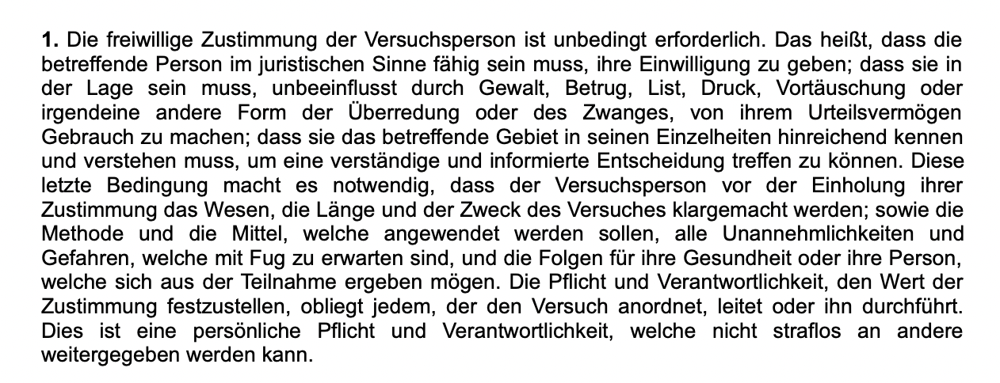 1. Die freiwillige Zustimmung der Versuchsperson ist unbedingt erforderlich. Das heißt, dass die
betreffende Person im juristischen Sinne fähig sein muss, ihre Einwilligung zu geben; dass sie in
der Lage sein muss, unbeeinflusst durch Gewalt, Betrug, List, Druck, Vortäuschung oder
irgendeine andere Form der Überredung oder des Zwanges, von ihrem Urteilsvermögen
Gebrauch zu machen; dass sie das betreffende Gebiet in seinen Einzelheiten hinreichend kennen
und verstehen muss, um eine verständige und informierte Entscheidung treffen zu können. Diese
letzte Bedingung macht es notwendig, dass der Versuchsperson vor der Einholung ihrer
Zustimmung das Wesen, die Länge und der Zweck des Versuches klargemacht werden; sowie die
Methode und die Mittel, welche angewendet werden sollen, alle Unannehmlichkeiten und
Gefahren, welche mit Fug zu erwarten sind, und die Folgen für ihre Gesundheit oder ihre Person,
welche sich aus der Teilnahme ergeben mögen. Die Pflicht und Verantwortlichkeit, den Wert der
Zustimmung festzustellen, obliegt jedem, der den Versuch anordnet, leitet oder ihn durchführt.
Dies ist eine persönliche Pflicht und Verantwortlichkeit, welche nicht straflos an andere
weitergegeben werden kann.